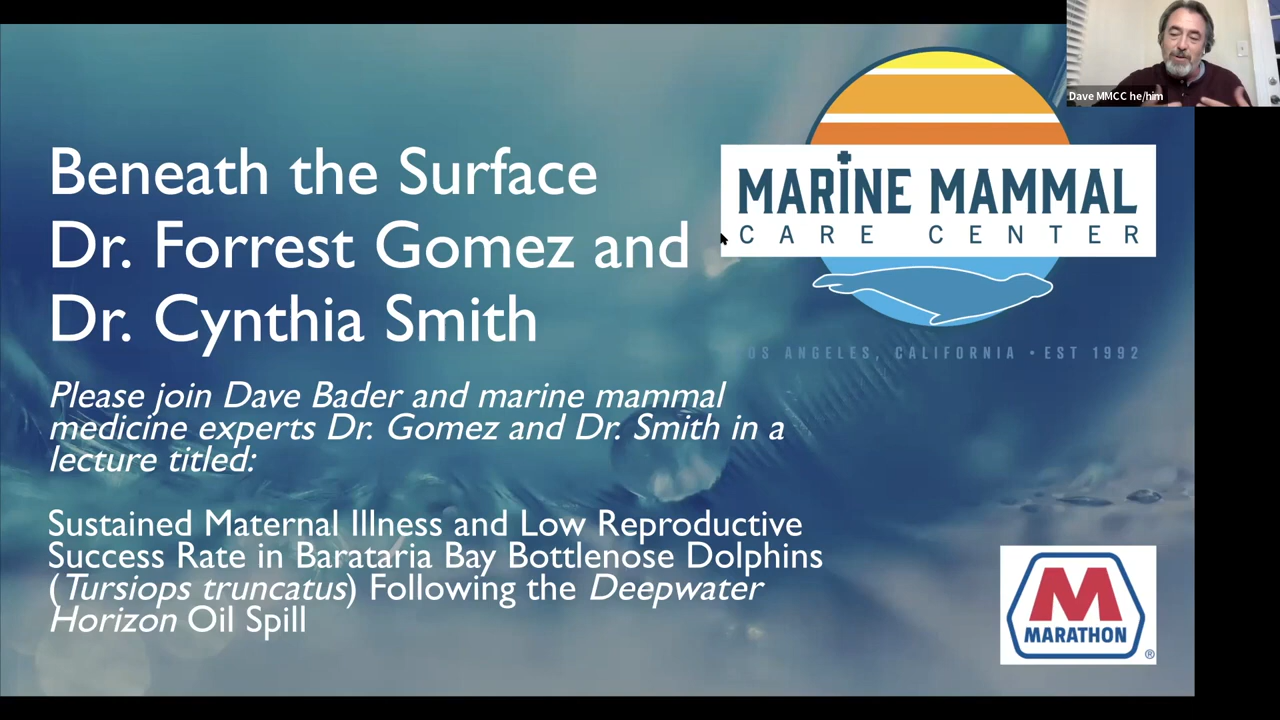 Dave MMCC he/him
Beneath the Surface
Dr. Forrest Gomez and
Dr. Cynthia Smith
Please join Dave Bader and marine mammal
medicine experts Dr. Gomez and Dr. Smith in a
lecture titled:
Sustained Maternal Illness and Low Reproductive
Success Rate in Barataria Bay Bottlenose Dolphins
(Tursiops truncatus) Following the Deepwater
Horizon Oil Spill
MARINE MAMMAL
CARE CENTER
OS ANGELES, CALIFORNIA • EST 1992
M
MARATHON
®